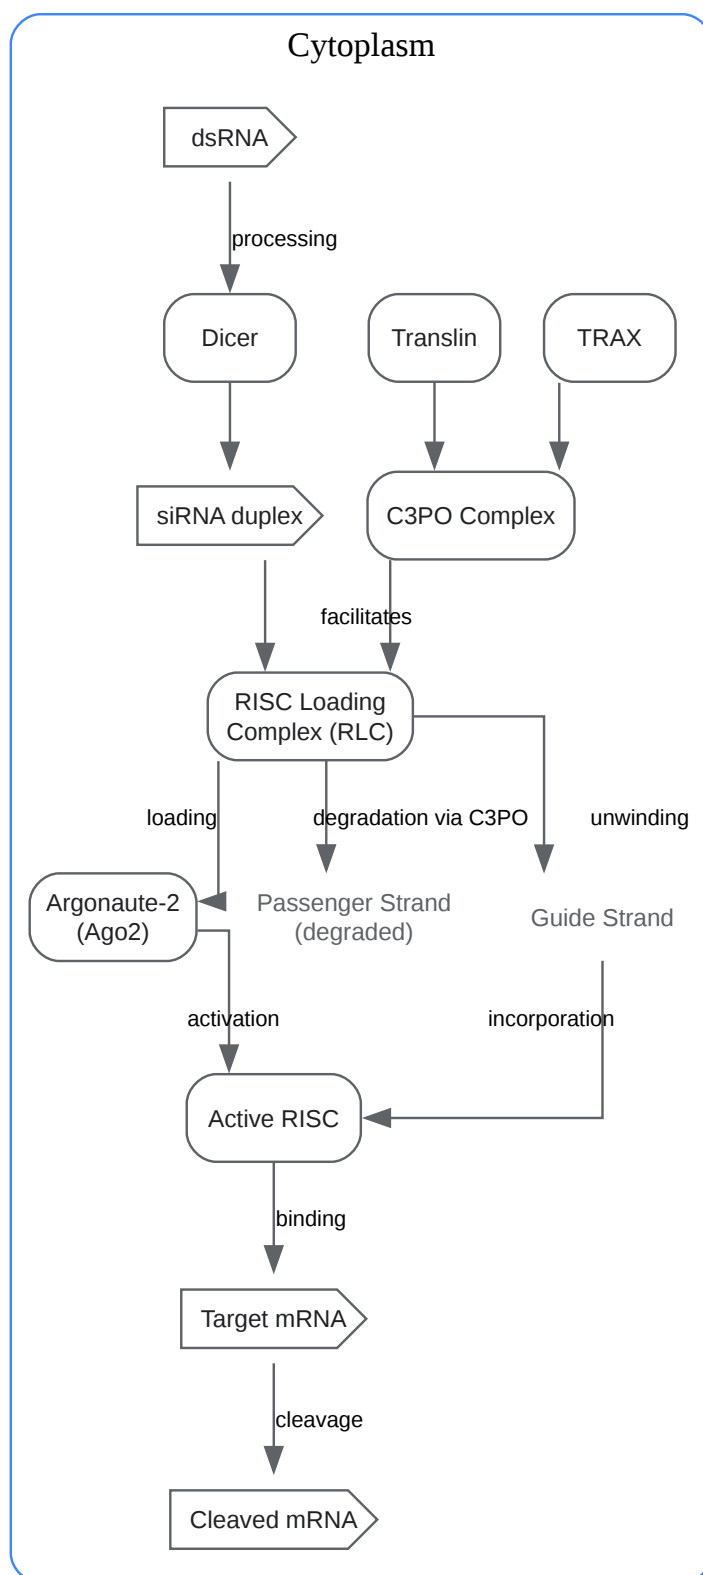 Cytoplasm
dsRNA
processing
Dicer
Translin
TRAX
siRNA duplex
C3PO Complex
facilitates
RISC Loading
Complex (RLC)
loading
degradation via C3PO
unwinding
Argonaute-2
(Ago2)
Passenger Strand
(degraded)
Guide Strand
activation
incorporation
Active RISC
binding
Target mRNA
cleavage
Cleaved mRNA